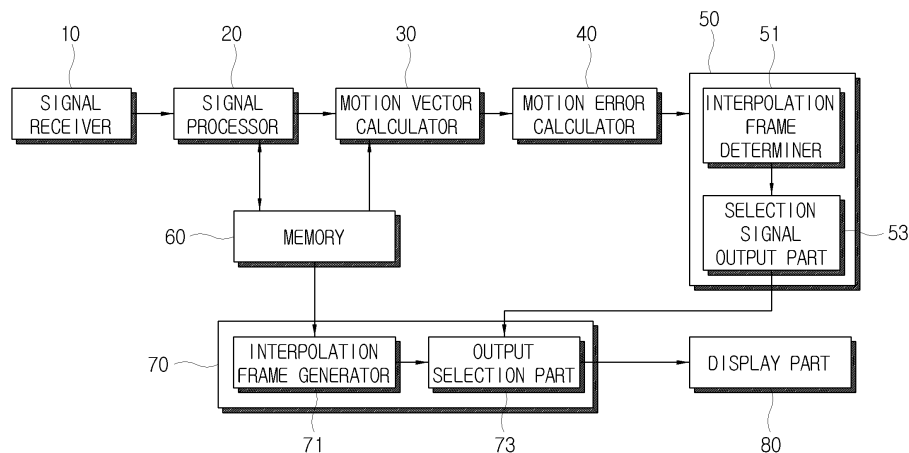 10
20
30
40
50
51
SIGNAL
RECEIVER
SIGNAL
PROCESSOR
MOTION VECTOR
CALCULATOR
MOTION ERROR
CALCULATOR
INTERPOLATION
FRAME
DETERMINER
60
MEMORY
SELECTION
SIGNAL
OUTPUT PART
53
70
INTERPOLATION
FRAME GENERATOR
OUTPUT
SELECTION PART
DISPLAY PART
71
73
80